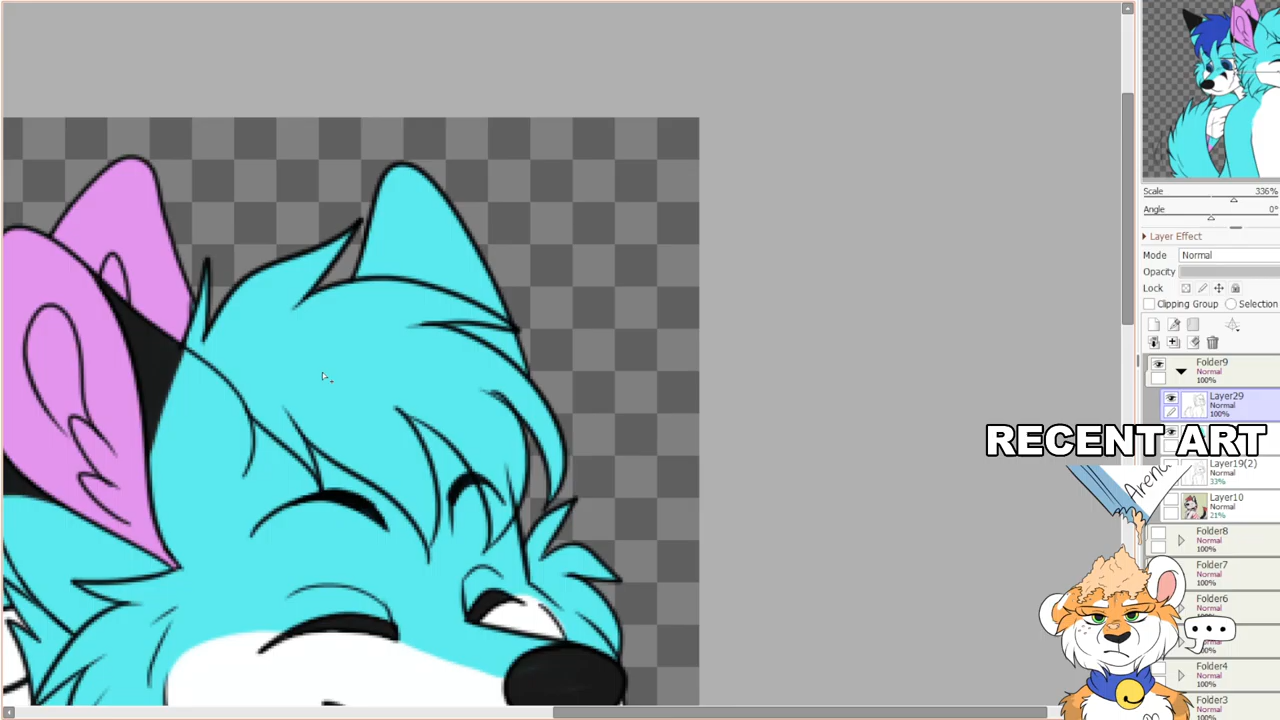 Scale 336%
Angle 0°
Layer Effect
Mode Normal
Opacity
Lock
Clipping Group Selection
Folder9
Normal
100%
Layer29
Normal
100%
RECENT ART
Layer19(2)
Normal
33%
Arena
Layer10
Normal
21%
Folder8
Normal
100%
Folder7
Normal
100%
Folder6
Normal
100%
Folder4
Normal
100%
Folder3
Normal